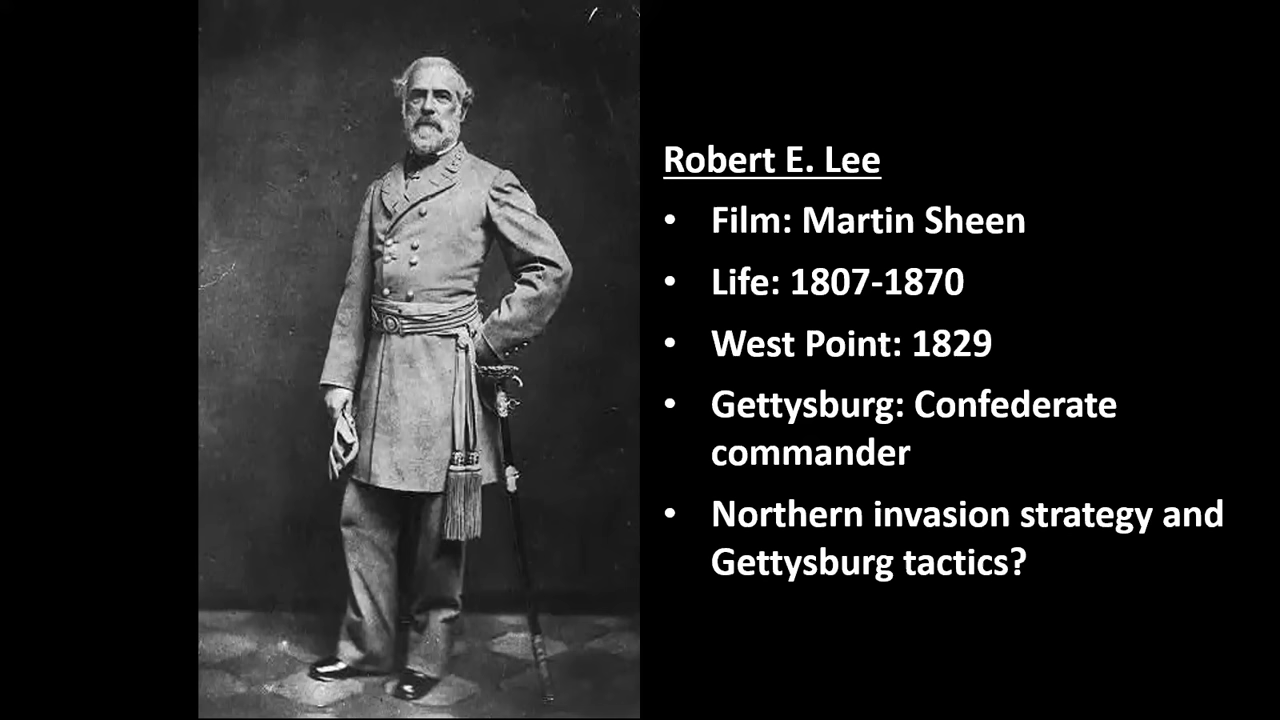 Robert E. Lee
• Film: Martin Sheen
• Life: 1807-1870
• West Point: 1829
• Gettysburg: Confederate
commander
• Northern invasion strategy and
Gettysburg tactics?